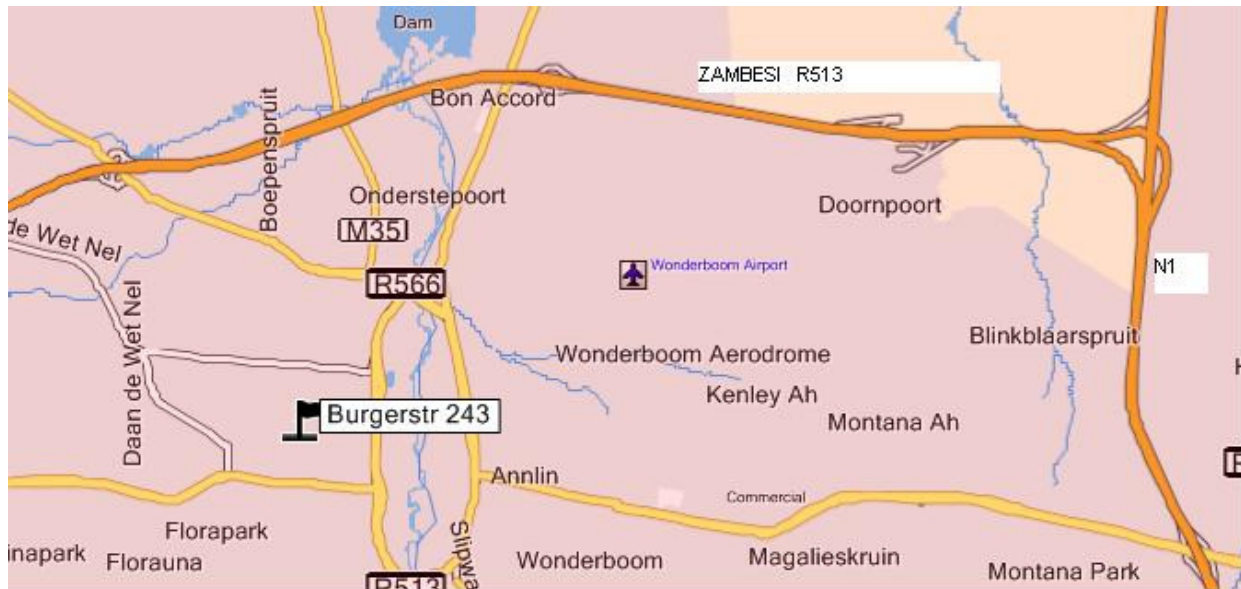 Dam
ZAMBESI R513
Bon Accord
Boepenspruit
Onderstepoort
Doornpoort
M35
de Wet Nel
Wonderboom Airport
N1
R566
Daan de Wet Nel
Blinkblaarspruit
Wonderboom Aerodrome
Kenley Ah
Burgerstr 243
Montana Ah
Annlin
Commercial
Florapark
Slipwa
inapark
Florauna
Wonderboom
Magalieskruin
Montana Park
R513